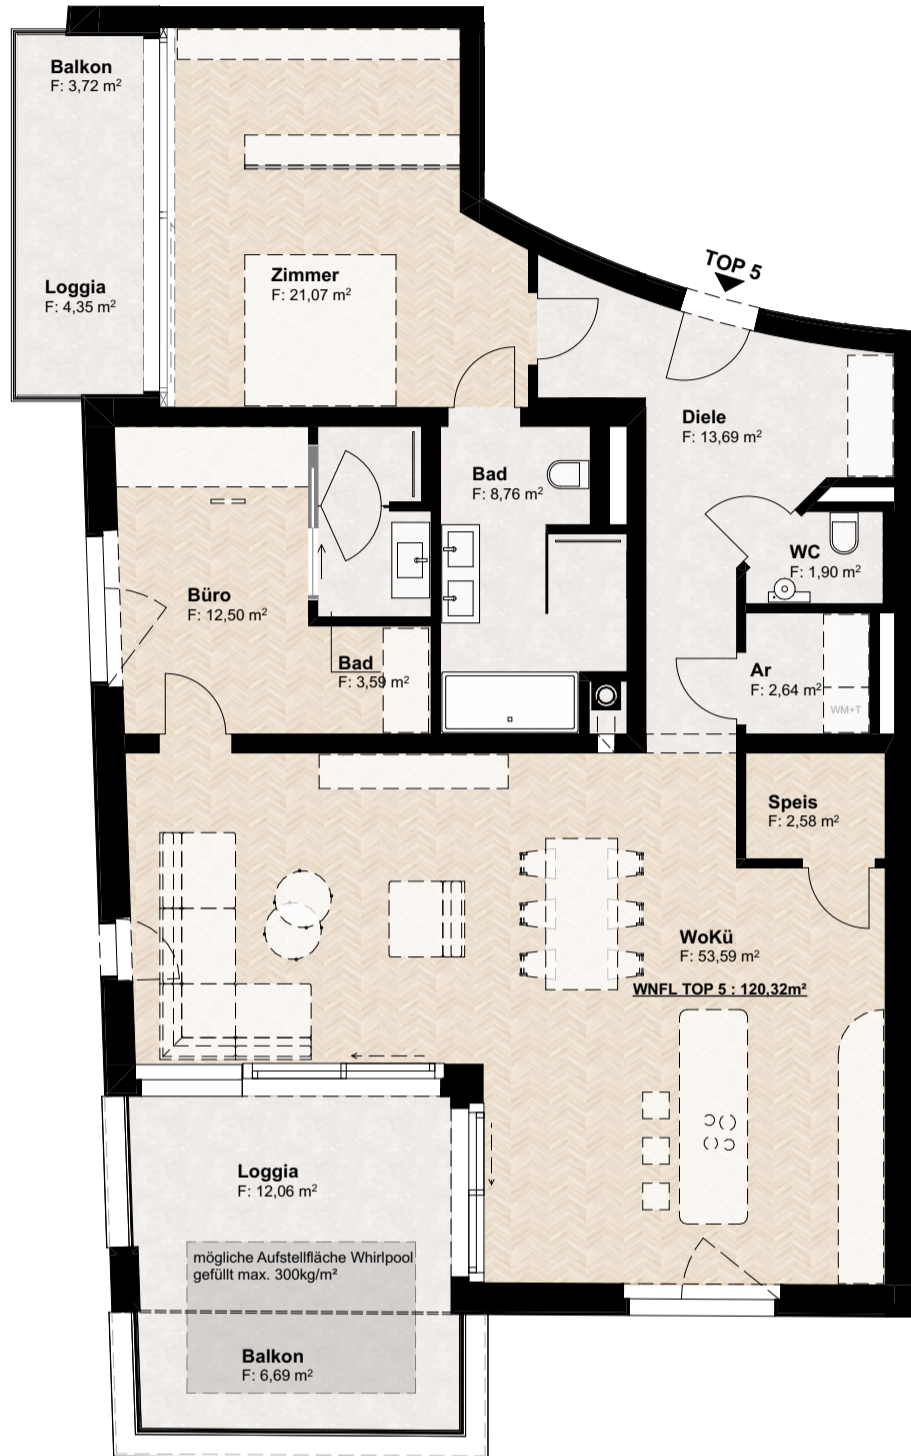 Balkon
F: 3,72 m²
Loggia
F: 4,35 m²
Zimmer
F: 21,07 m²
TOP 5
Diele
F: 13,69 m²
Bad
F: 8,76 m²
WC
F: 1,90 m²
Büro
F: 12,50 m²
Bad
F: 3,59 m²
Ar
F: 2,64 m²
WM+T
Speis
F: 2,58 m²
WoKü
F: 53,59 m²
WNFL TOP 5 : 120,32m²
Loggia
F: 12,06 m²
mögliche Aufstellfläche Whirlpool
gefüllt max. 300kg/m²
Balkon
F: 6,69 m²